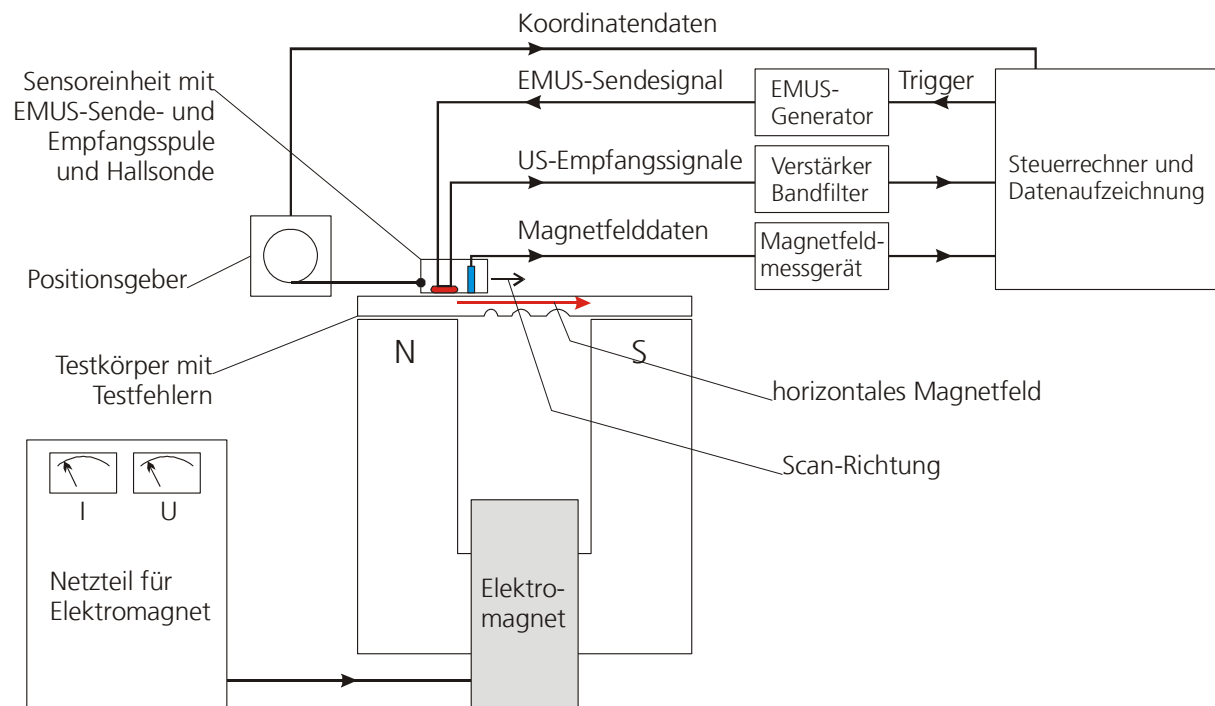 Koordinatendaten
Sensoreinheit mit
EMUS-Sende- und
Empfangsspule
und Hallsonde
EMUS-Sendesignal
EMUS-
Generator
Trigger
US-Empfangssignale
Verstärker
Bandfilter
Steuerrechner und
Datenaufzeichnung
Magnetfelddaten
Magnetfeld-
messgerät
Positionsgeber
N
S
Testkörper mit
Testfehlern
horizontales Magnetfeld
Scan-Richtung
I
U
Netzteil für
Elektromagnet
Elektro-
magnet